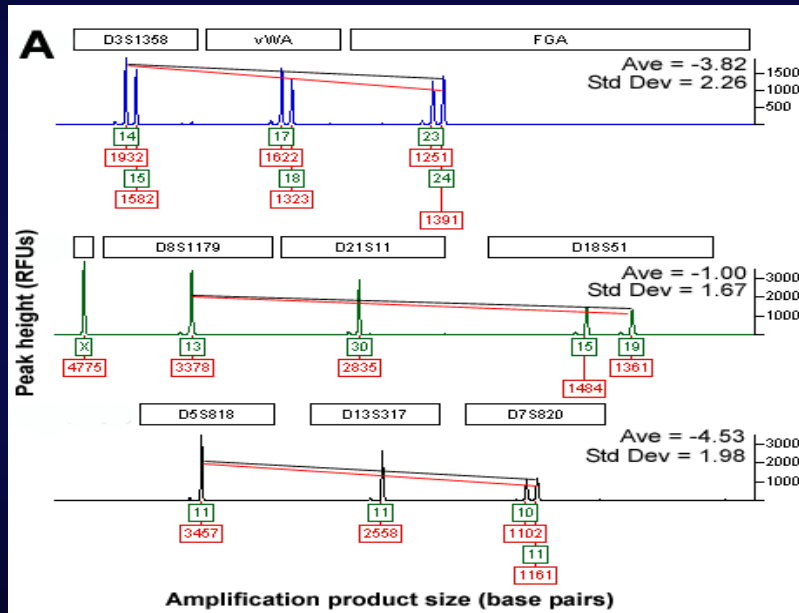 A
D3S1358 vWA FGA
Ave = -3.82
Std Dev = 2.26
1500
1000
500
14 17 23
1932 1622 1251
15 18 24
1582 1323
1391
Peak height (RFUs)
D8S1179 D21S11 D18S51
Ave = -1.00
Std Dev = 1.67
3000
2000
1000
X 13 30 15 19
4775 3378 2835 1361
1484
D5S818 D13S317 D7S820
Ave = -4.53
Std Dev = 1.98
3000
2000
1000
11 11 10
3457 2558 1102
11
1161
Amplification product size (base pairs)